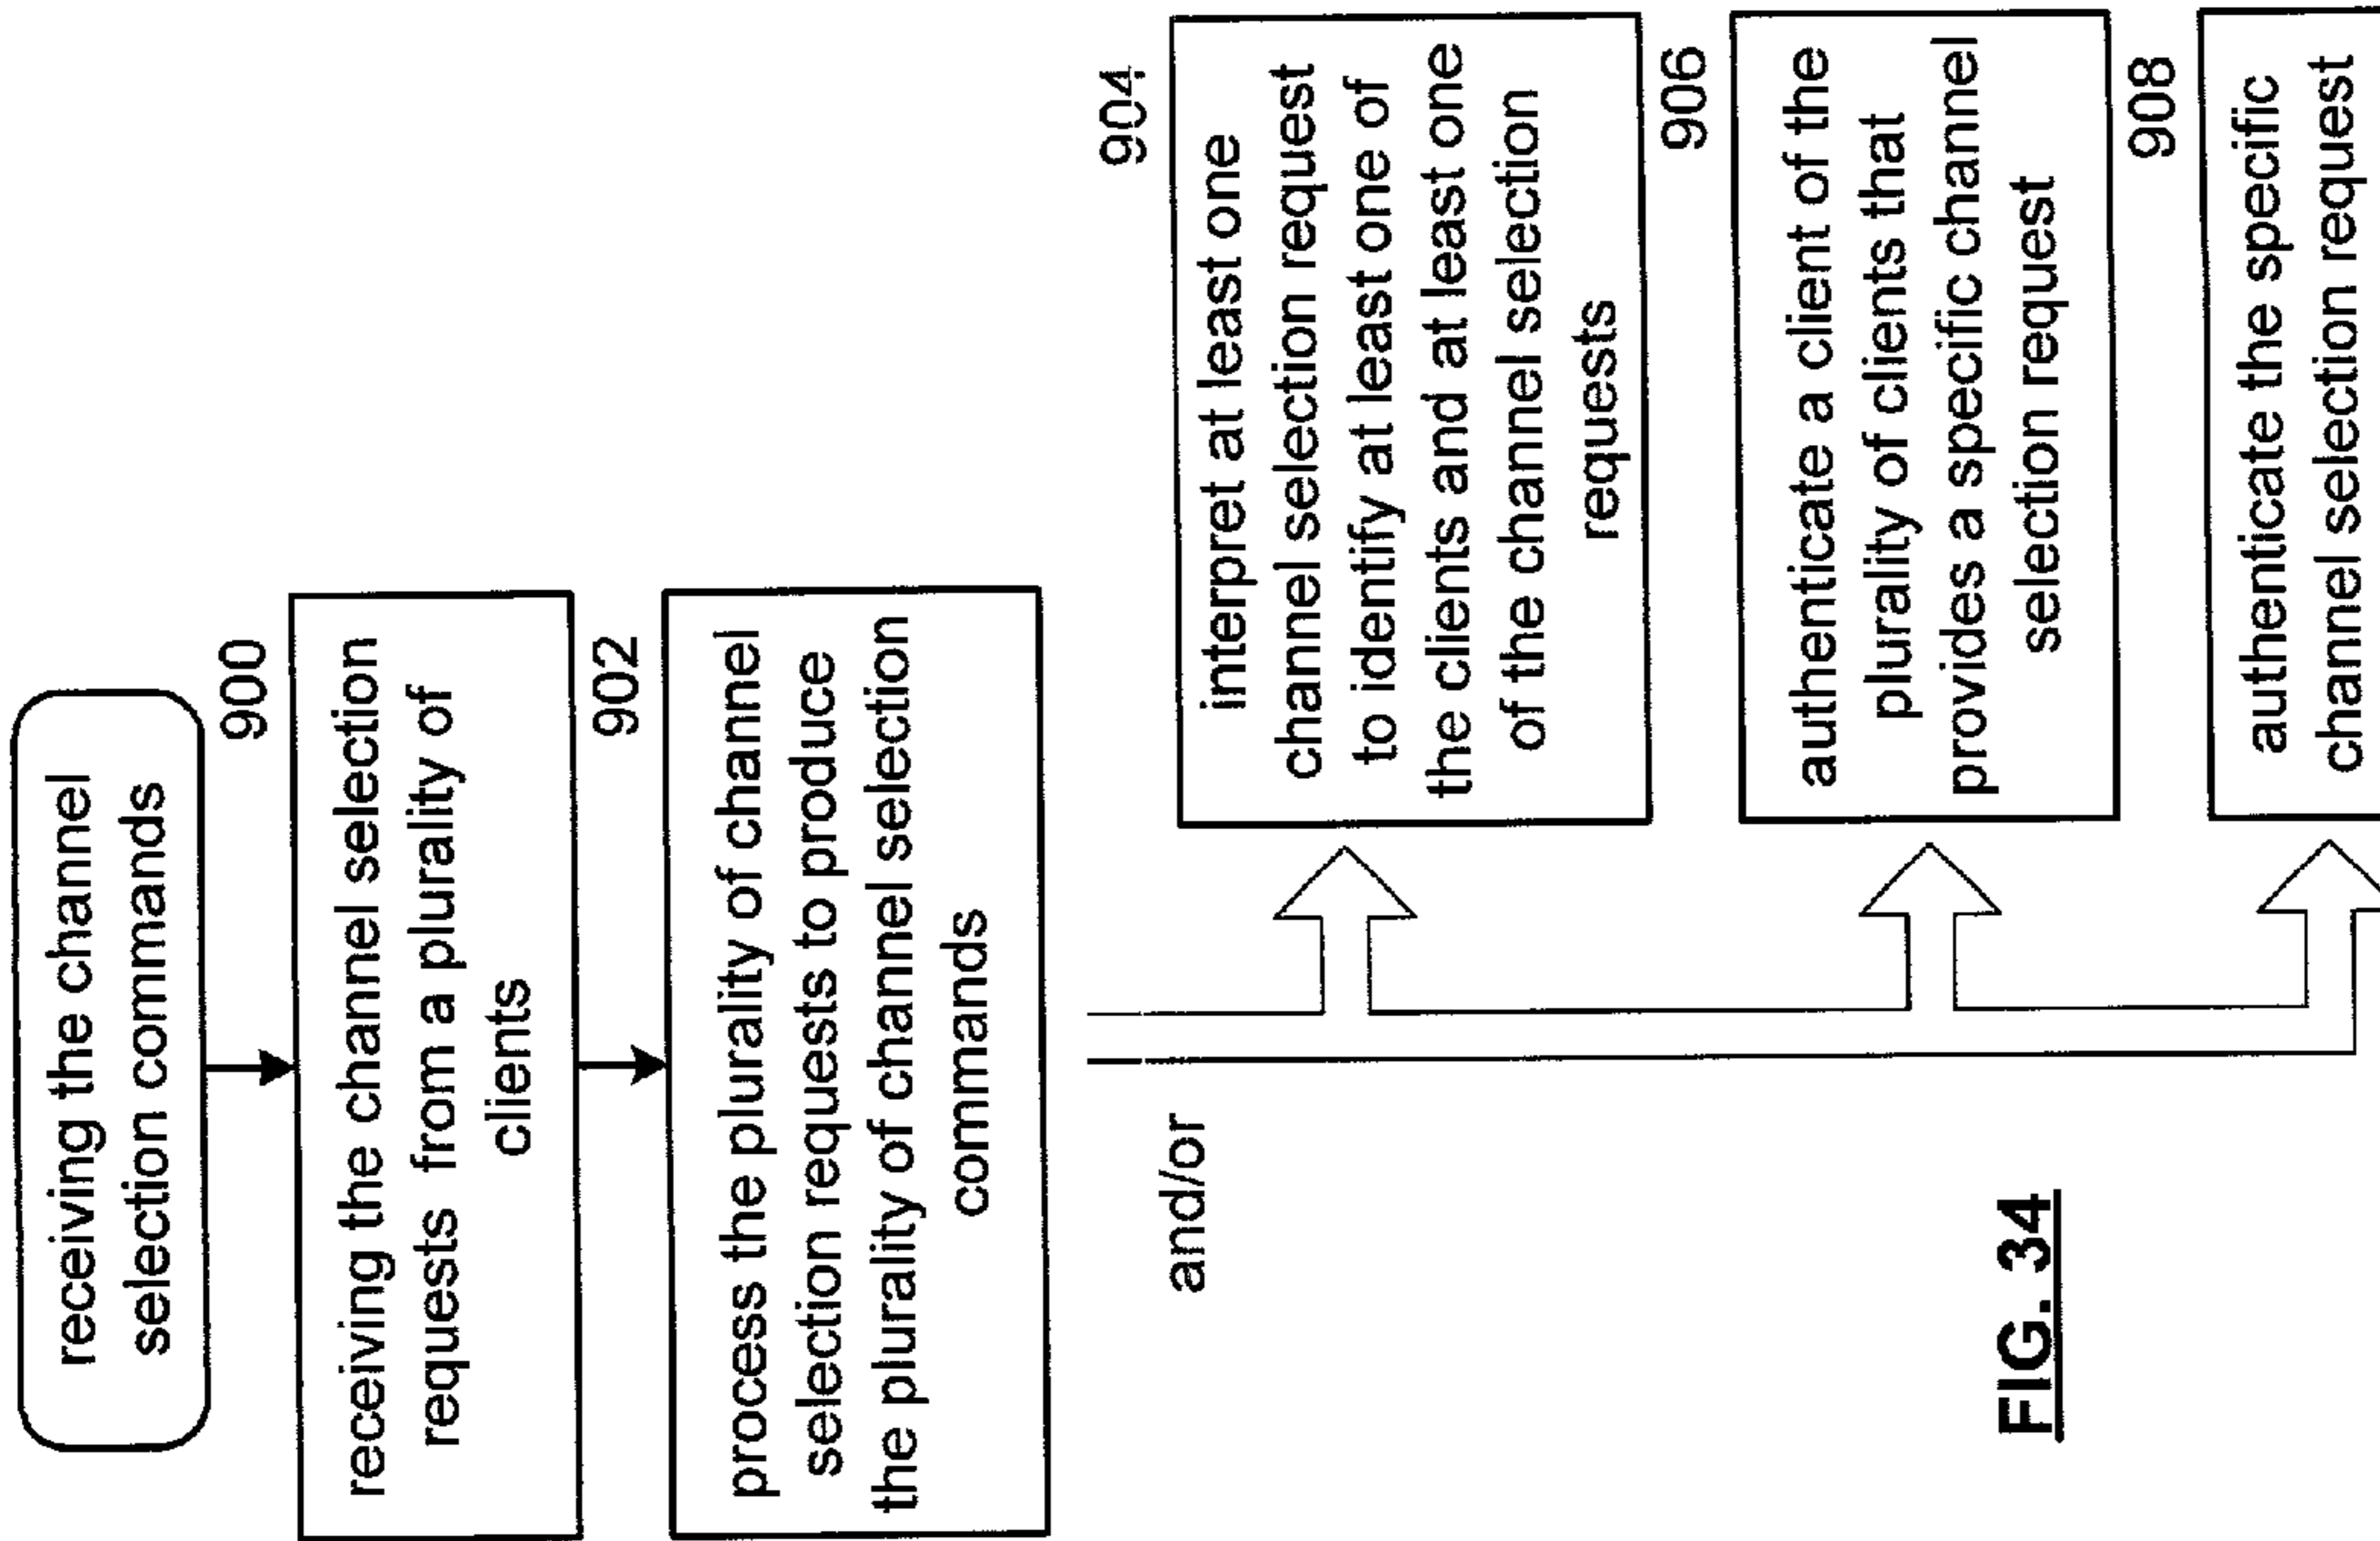 receiving the channel
selection commands
900
receiving the channel selection
requests from a plurality of
clients
902
process the plurality of channel
selection requests to produce
the plurality of channel selection
commands
and/or
904
interpret at least one
channel selection request
to identify at least one of
the clients and at least one
of the channel selection
requests
906
authenticate a client of the
plurality of clients that
provides a specific channel
selection request
908
authenticate the specific
channel selection request
FIG. 34